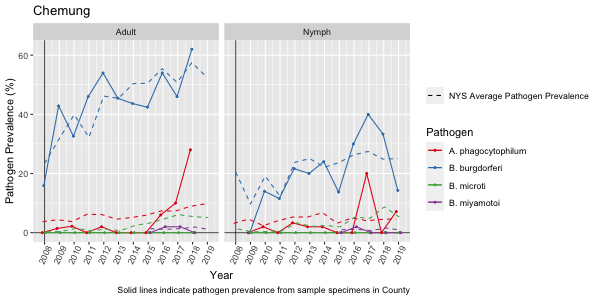 Chemung
Adult
Nymph
Pathogen Prevalence (%)
60
40
20
0
2008 2009 2010 2011 2012 2013 2014 2015 2016 2017 2018 2019
2008 2009 2010 2011 2012 2013 2014 2015 2016 2017 2018 2019
Year
Solid lines indicate pathogen prevalence from sample specimens in County
NYS Average Pathogen Prevalence
Pathogen
A. phagocytophilum
B. burgdorferi
B. microti
B. miyamotoi